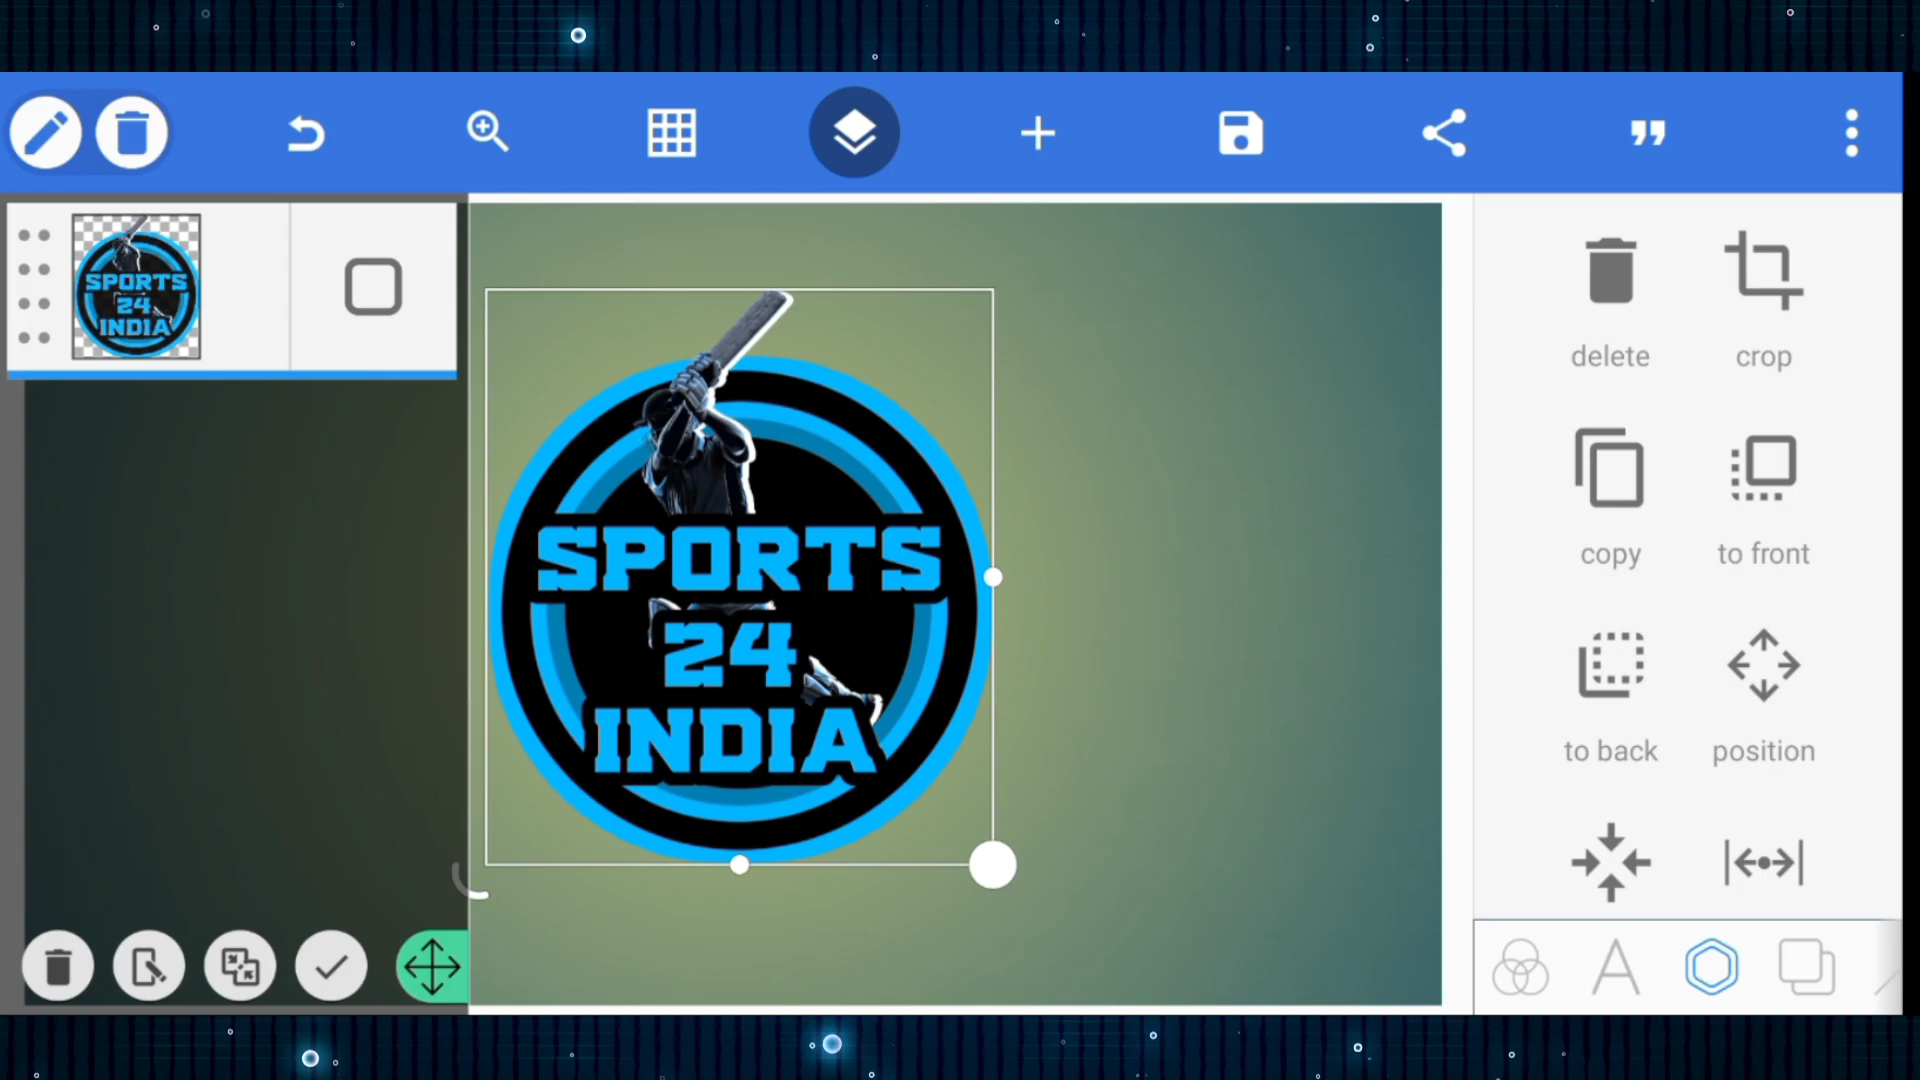 SPORTS
24
INDIA
SPORTS
24
INDIA
delete
crop
copy
to front
to back
position
A